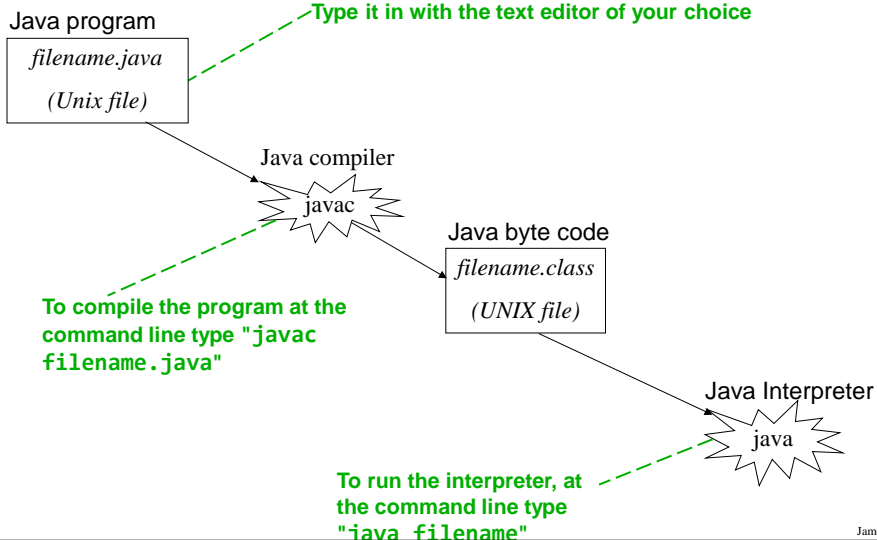 Type it in with the text editor of your choice
Java program
filename.java
(Unix file)
Java compiler
javac
Java byte code
filename.class
(UNIX file)
To compile the program at the
command line type "javac
filename.java"
Java Interpreter
java
To run the interpreter, at
the command line type
"java filename"
Jam